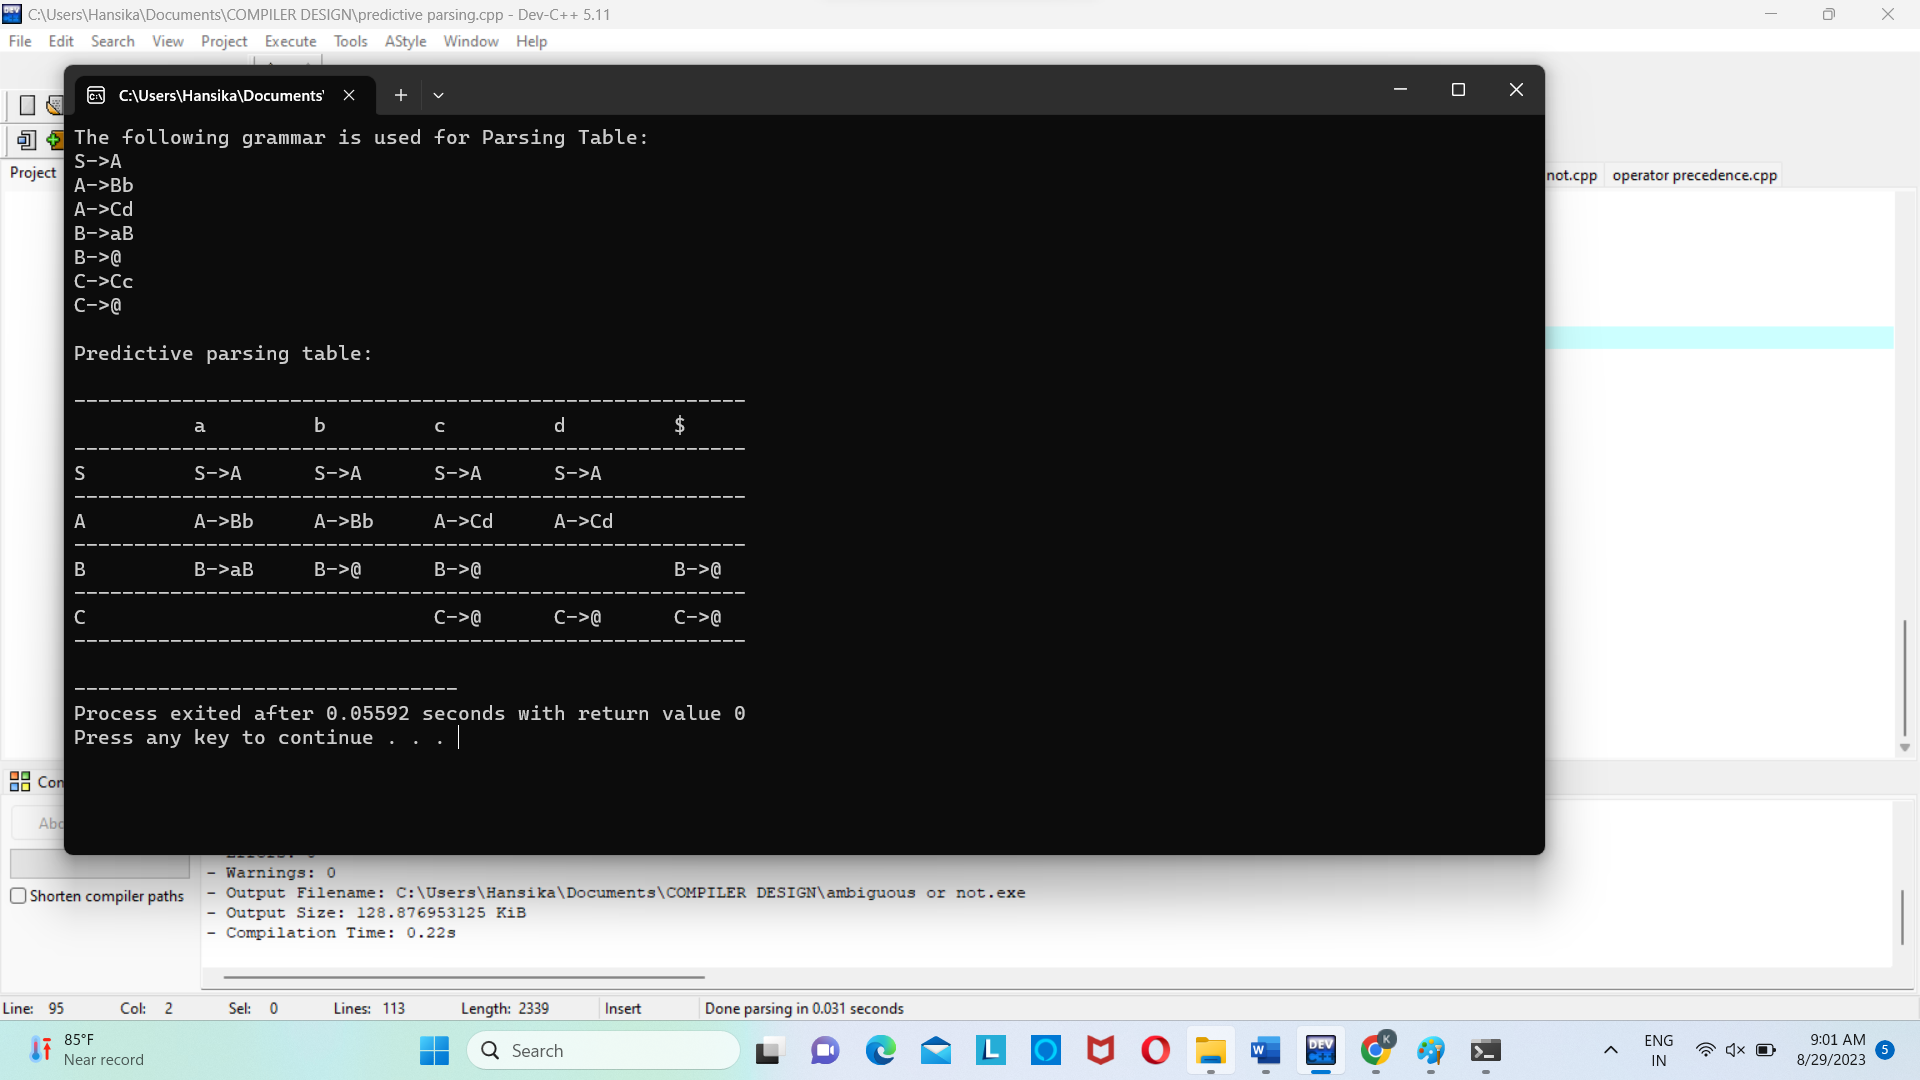 C:\Users\Hansika\Documents\COMPILER DESIGN\predictive parsing.cpp - Dev-C++ 5.11
File Edit Search View Project Execute Tools AStyle Window Help
C:\Users\Hansika\Documents\
The following grammar is used for Parsing Table:
S->A
A->Bb
A->Cd
B->aB
B->@
C->Cc
C->@
Project
not.cpp operator precedence.cpp
Predictive parsing table:
-------------------------------------------------------- 
a b c d $
--------------------------------------------------------
S S->A S->A S->A S->A
--------------------------------------------------------
A A->Bb A->Bb A->Cd A->Cd
--------------------------------------------------------
B B->aB B->@ B->@ B->@
--------------------------------------------------------
C C->@ C->@ C->@
--------------------------------------------------------
--------------------------------
Process exited after 0.05592 seconds with return value 0
Press any key to continue . . .
Con
Abo
Shorten compiler paths
- Warnings: 0
- Output Filename: C:\Users\Hansika\Documents\COMPILER DESIGN\ambiguous or not.exe
- Output Size: 128.876953125 KiB
- Compilation Time: 0.22s
Line: 95 Col: 2 Sel: 0 Lines: 113 Length: 2339 Insert Done parsing in 0.031 seconds
85°F
Near record
Search
L
W
DEV
K
ENG
IN
9:01 AM
8/29/2023
5